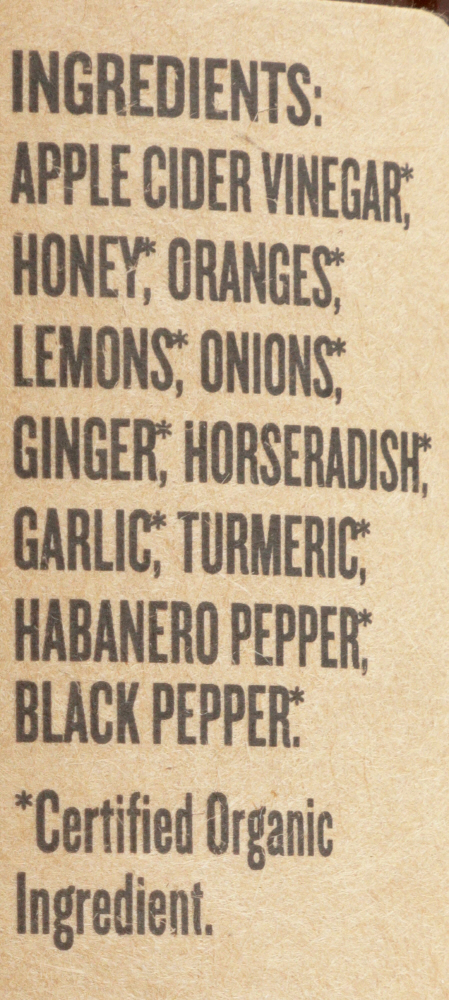 INGREDIENTS:
APPLE CIDER VINEGAR*,
HONEY*, ORANGES*,
LEMONS*, ONIONS*,
GINGER*, HORSERADISH*,
GARLIC*, TURMERIC*,
HABANERO PEPPER*,
BLACK PEPPER*.
*Certified Organic
Ingredient.